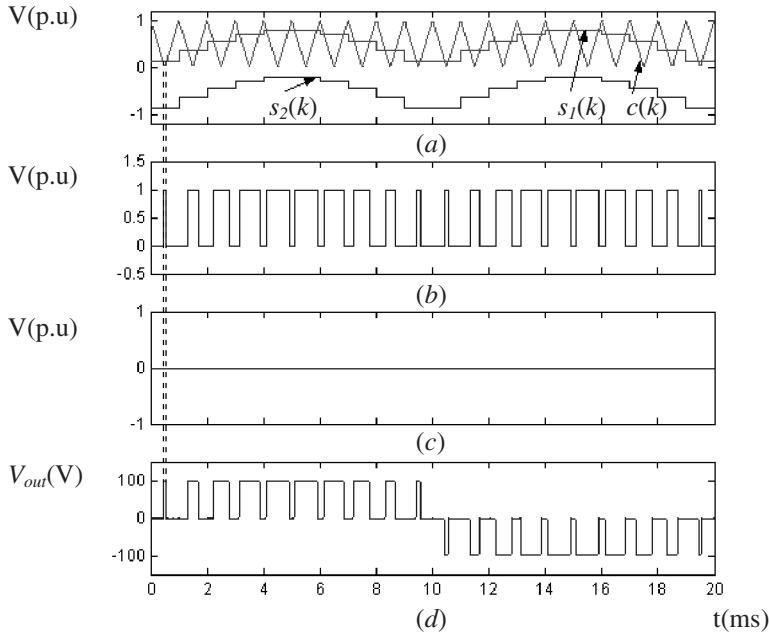 V(p.u)
1
0
-1
s2(k)
s1(k)
c(k)
(a)
V(p.u)
1.5
1
0.5
0
-0.5
(b)
V(p.u)
1
0
-1
(c)
Vout(V)
100
0
-100
0 2 4 6 8 10 12 14 16 18 20
(d)
t(ms)